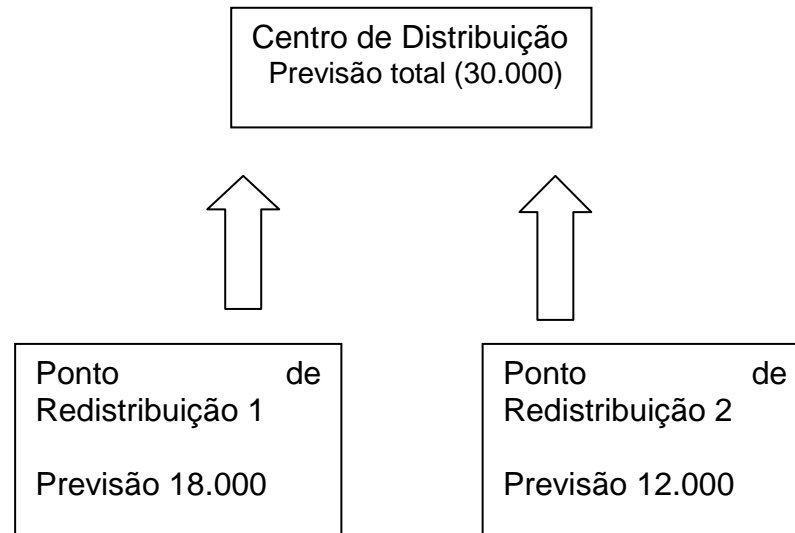 Centro de Distribuição
Previsão total (30.000)
Ponto de
Redistribuição 1
Previsão 18.000
Ponto de
Redistribuição 2
Previsão 12.000